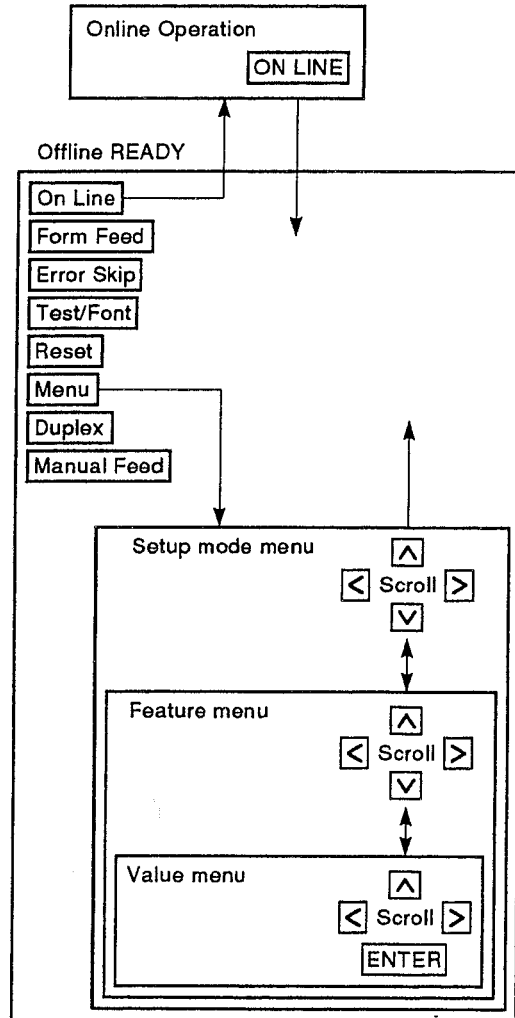 Online Operation
ON LINE
Offline READY
On Line
Form Feed
Error Skip
Test/Font
Reset
Menu
Duplex
Manual Feed
Setup mode menu
< Scroll >
Feature menu
< Scroll >
Value menu
< Scroll >
ENTER